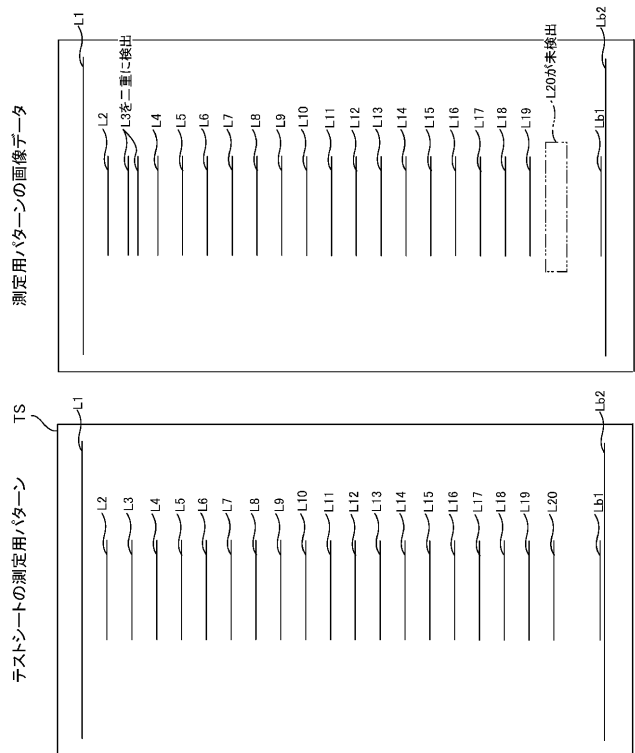 テストシートの測定用パターン
TS
L1
L2
L3
L4
L5
L6
L7
L8
L9
L10
L11
L12
L13
L14
L15
L16
L17
L18
L19
L20
Lb1
Lb2
測定用パターンの画像データ
L1
L2
L3を二重に検出
L4
L5
L6
L7
L8
L9
L10
L11
L12
L13
L14
L15
L16
L17
L18
L19
L20が未検出
Lb1
Lb2